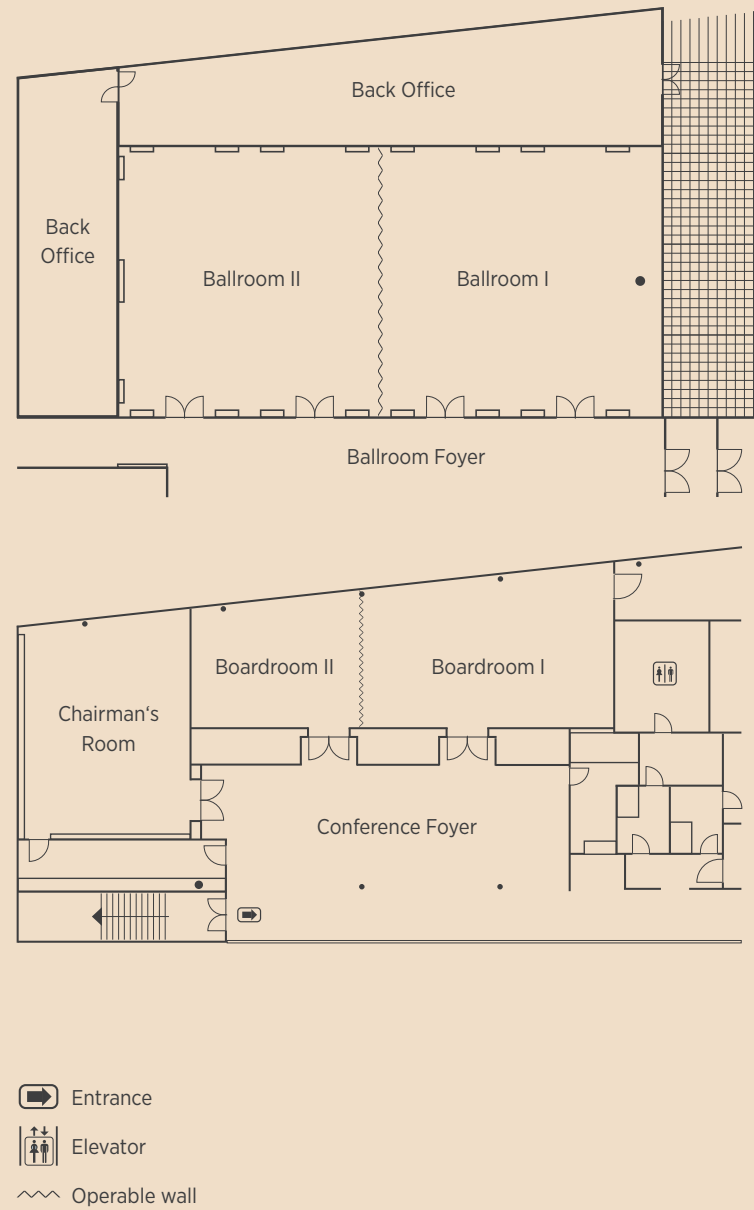 Back Office
Back
Office
Ballroom II
Ballroom I
Ballroom Foyer
Boardroom II
Boardroom I
Chairman‘s
Room
Conference Foyer
Entrance
Elevator
Operable wall